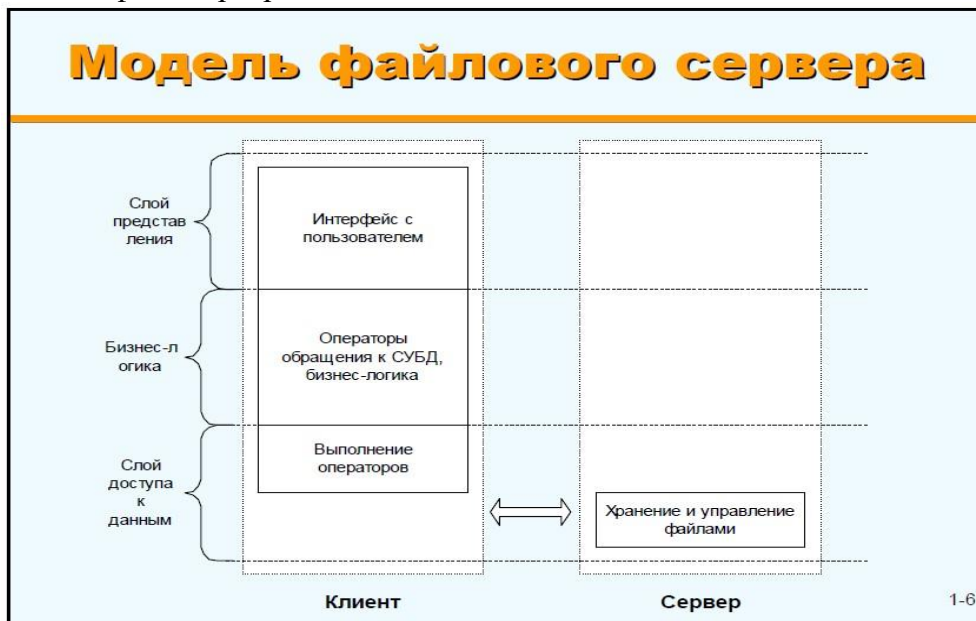 Модель файлового сервера
Слой
представ
ления
Интерфейс с
пользователем
Бизнес-л
огика
Операторы
обращения к СУБД,
бизнес-логика
Слой
доступа
к
данным
Выполнение
операторов
Хранение и управление
файлами
Клиент
Сервер
1-6